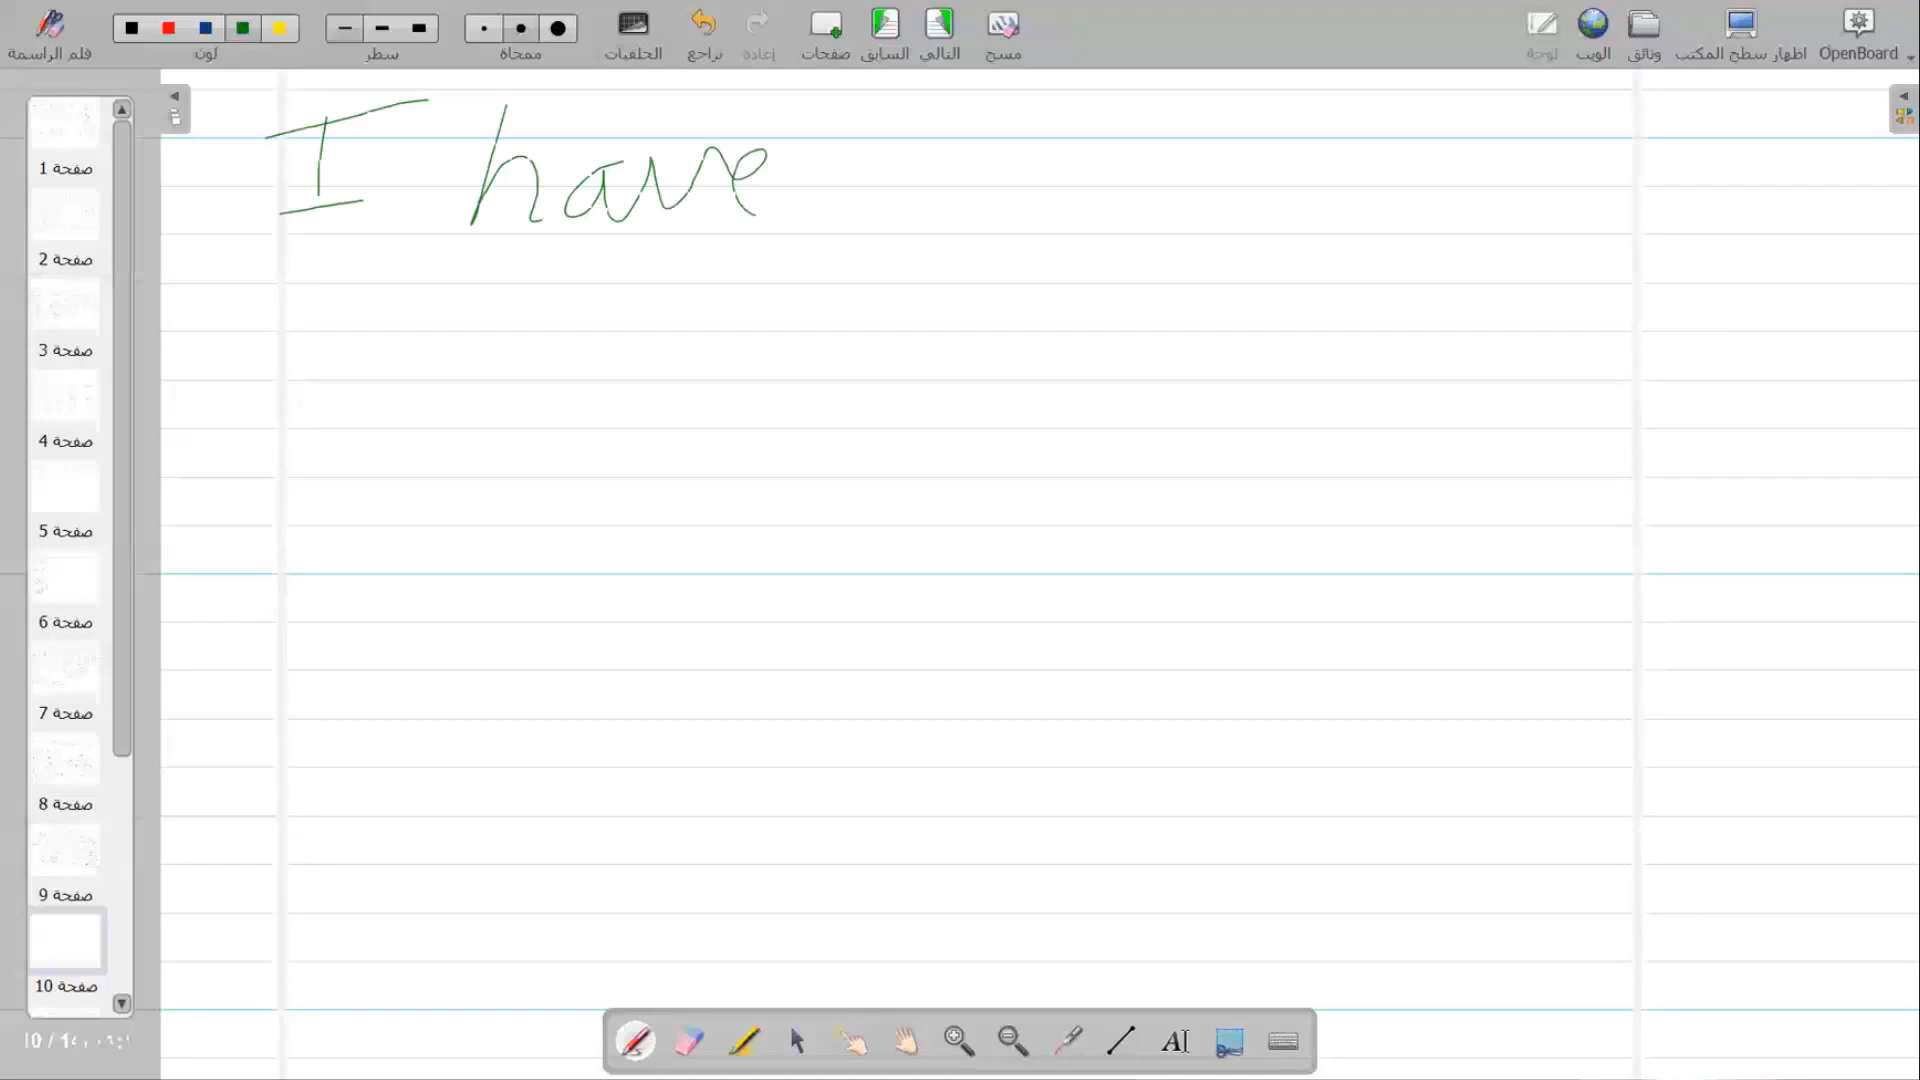 قلم الراسمة لون سطر ممحاة الخلفيات تراجع إعادة صفحات السابق التالي مسح لوحة الويب وثائق اظهار سطح المكتب OpenBoard
I have
صفحة 1
صفحة 2
صفحة 3
صفحة 4
صفحة 5
صفحة 6
صفحة 7
صفحة 8
صفحة 9
صفحة 10